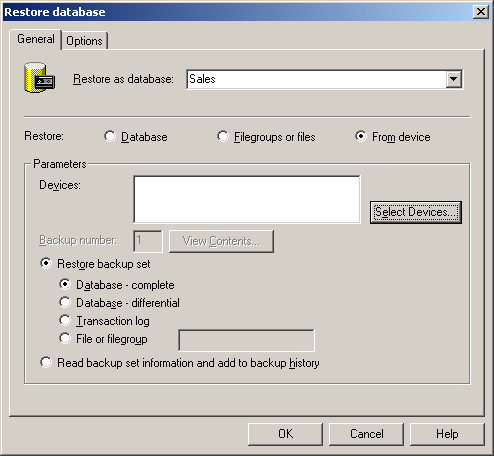 Restore database
General Options
Restore as database: Sales
Restore: Database Filegroups or files From device
Parameters
Devices:
Select Devices...
Backup number: 1 View Contents...
Restore backup set
Database - complete
Database - differential
Transaction log
File or filegroup
Read backup set information and add to backup history
OK Cancel Help